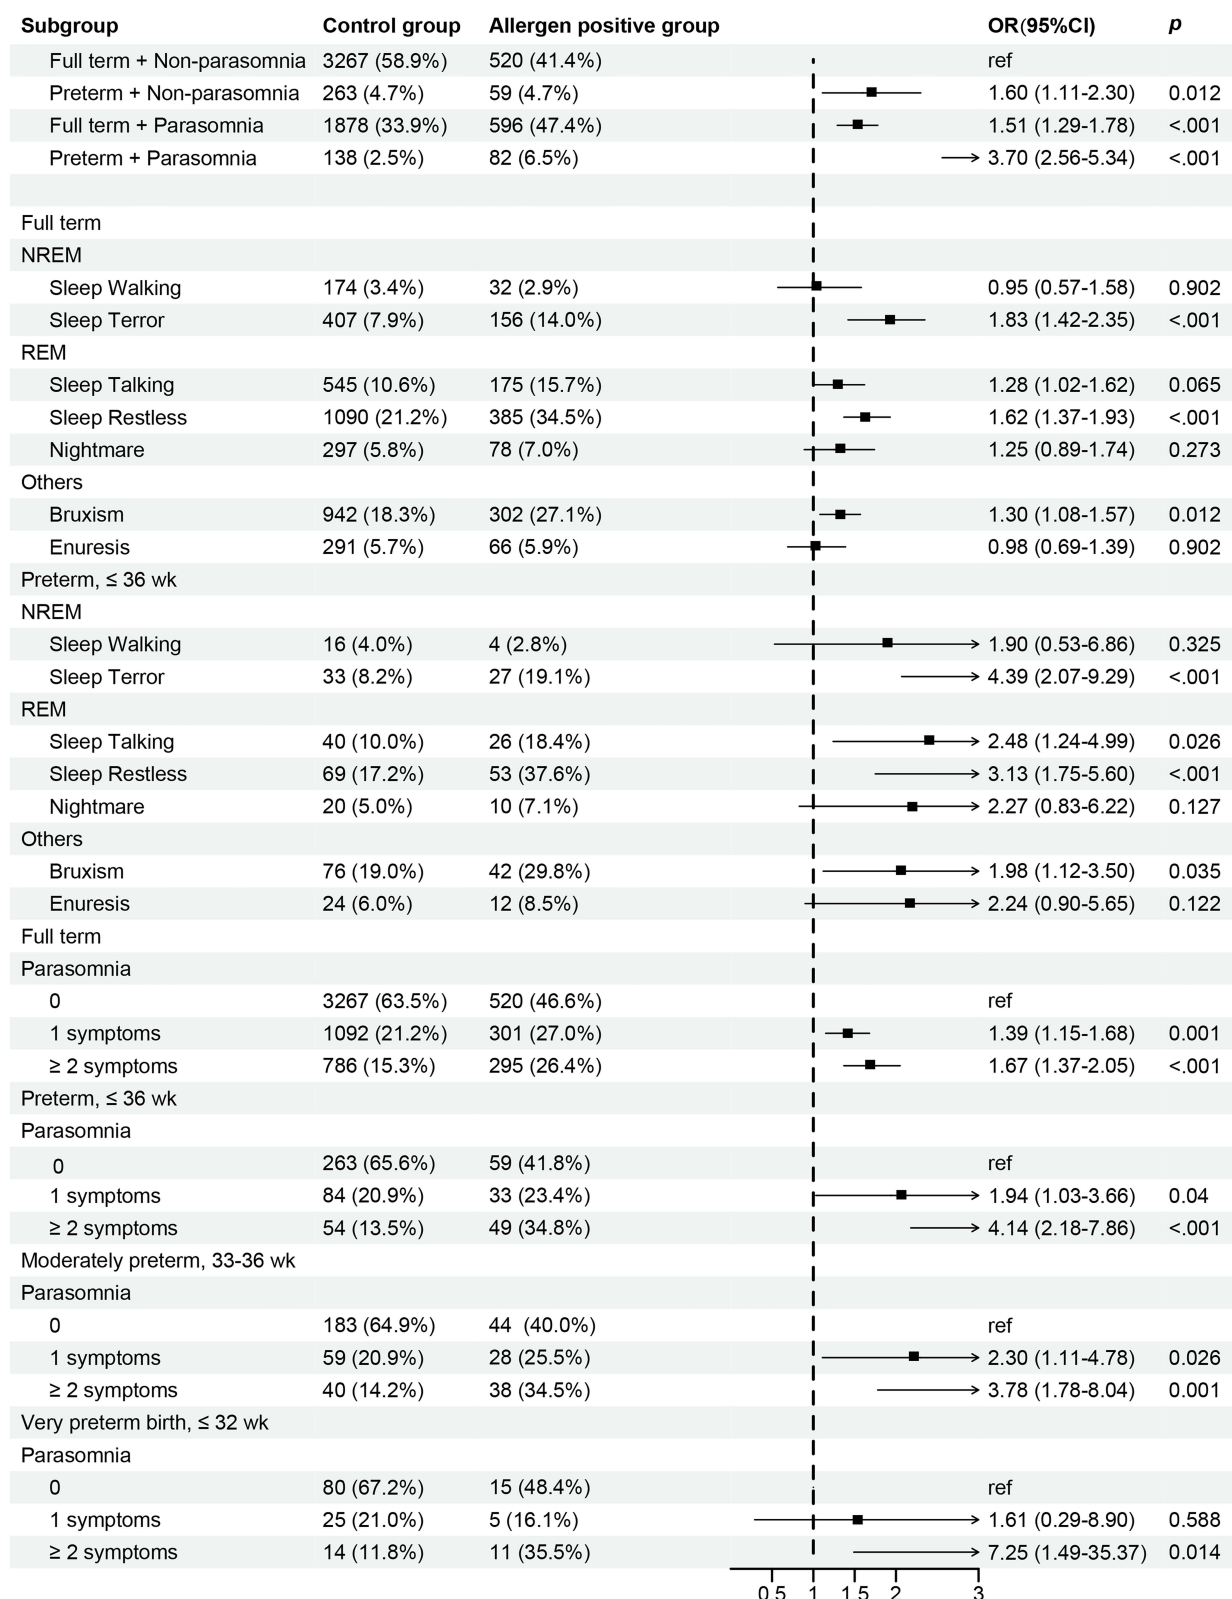 Subgroup Control group Allergen positive group OR(95%CI) p
Full term + Non-parasomnia 3267 (58.9%) 520 (41.4%) ref
Preterm + Non-parasomnia 263 (4.7%) 59 (4.7%) 1.60 (1.11-2.30) 0.012
Full term + Parasomnia 1878 (33.9%) 596 (47.4%) 1.51 (1.29-1.78) <.001
Preterm + Parasomnia 138 (2.5%) 82 (6.5%) 3.70 (2.56-5.34) <.001
Full term
NREM
Sleep Walking 174 (3.4%) 32 (2.9%) 0.95 (0.57-1.58) 0.902
Sleep Terror 407 (7.9%) 156 (14.0%) 1.83 (1.42-2.35) <.001
REM
Sleep Talking 545 (10.6%) 175 (15.7%) 1.28 (1.02-1.62) 0.065
Sleep Restless 1090 (21.2%) 385 (34.5%) 1.62 (1.37-1.93) <.001
Nightmare 297 (5.8%) 78 (7.0%) 1.25 (0.89-1.74) 0.273
Others
Bruxism 942 (18.3%) 302 (27.1%) 1.30 (1.08-1.57) 0.012
Enuresis 291 (5.7%) 66 (5.9%) 0.98 (0.69-1.39) 0.902
Preterm, ≤ 36 wk
NREM
Sleep Walking 16 (4.0%) 4 (2.8%) 1.90 (0.53-6.86) 0.325
Sleep Terror 33 (8.2%) 27 (19.1%) 4.39 (2.07-9.29) <.001
REM
Sleep Talking 40 (10.0%) 26 (18.4%) 2.48 (1.24-4.99) 0.026
Sleep Restless 69 (17.2%) 53 (37.6%) 3.13 (1.75-5.60) <.001
Nightmare 20 (5.0%) 10 (7.1%) 2.27 (0.83-6.22) 0.127
Others
Bruxism 76 (19.0%) 42 (29.8%) 1.98 (1.12-3.50) 0.035
Enuresis 24 (6.0%) 12 (8.5%) 2.24 (0.90-5.65) 0.122
Full term
Parasomnia
0 3267 (63.5%) 520 (46.6%) ref
1 symptoms 1092 (21.2%) 301 (27.0%) 1.39 (1.15-1.68) 0.001
≥ 2 symptoms 786 (15.3%) 295 (26.4%) 1.67 (1.37-2.05) <.001
Preterm, ≤ 36 wk
Parasomnia
0 263 (65.6%) 59 (41.8%) ref
1 symptoms 84 (20.9%) 33 (23.4%) 1.94 (1.03-3.66) 0.04
≥ 2 symptoms 54 (13.5%) 49 (34.8%) 4.14 (2.18-7.86) <.001
Moderately preterm, 33-36 wk
Parasomnia
0 183 (64.9%) 44 (40.0%) ref
1 symptoms 59 (20.9%) 28 (25.5%) 2.30 (1.11-4.78) 0.026
≥ 2 symptoms 40 (14.2%) 38 (34.5%) 3.78 (1.78-8.04) 0.001
Very preterm birth, ≤ 32 wk
Parasomnia
0 80 (67.2%) 15 (48.4%) ref
1 symptoms 25 (21.0%) 5 (16.1%) 1.61 (0.29-8.90) 0.588
≥ 2 symptoms 14 (11.8%) 11 (35.5%) 7.25 (1.49-35.37) 0.014
0.5 1 1.5 2 3